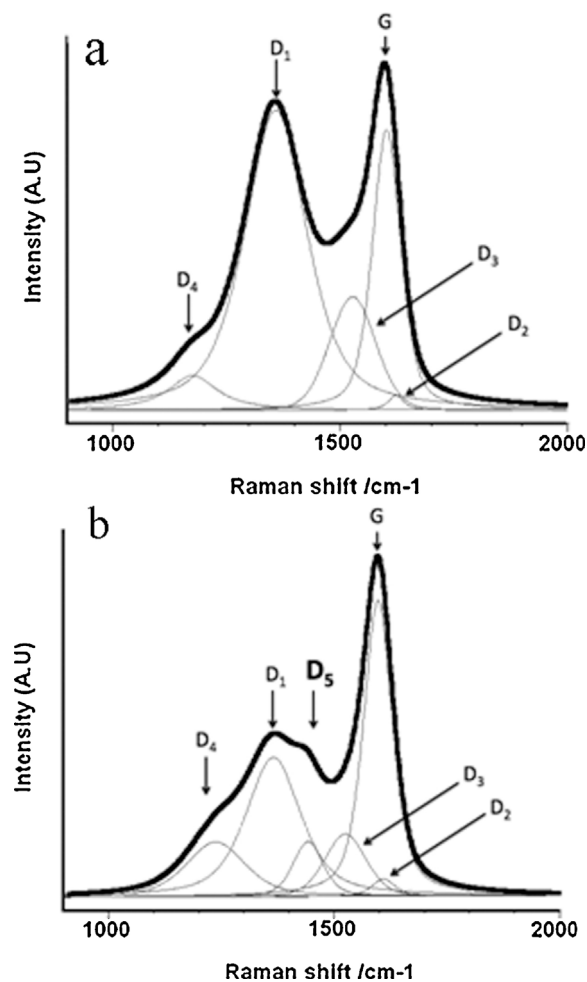 a
G
D₁
D₃
D₄
D₂
Intensity (A.U)
1000 1500 2000
Raman shift /cm-1
b
G
D₁ D₅
D₄
D₃
D₂
Intensity (A.U)
1000 1500 2000
Raman shift /cm-1